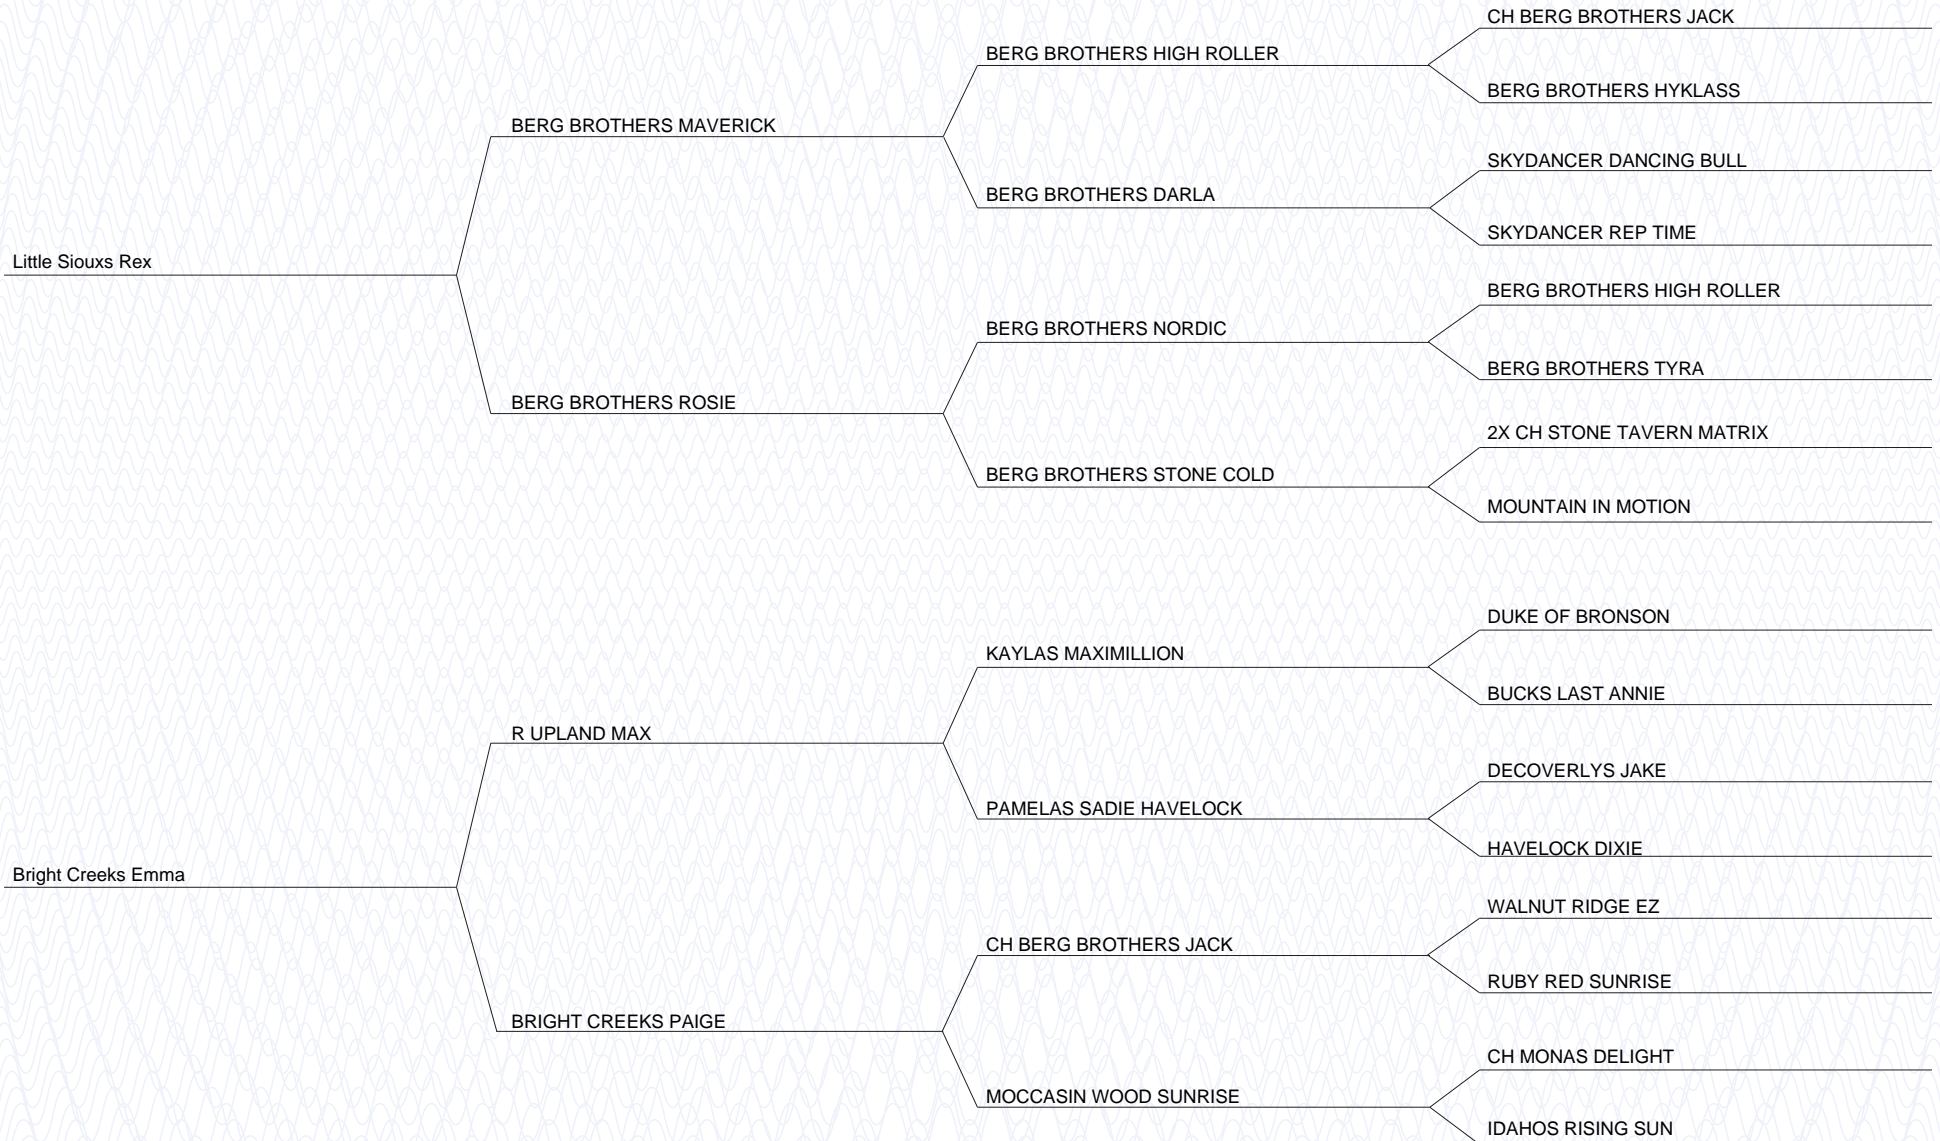 CH BERG BROTHERS JACK
BERG BROTHERS HIGH ROLLER
BERG BROTHERS HYKLASS
BERG BROTHERS MAVERICK
SKYDANCER DANCING BULL
BERG BROTHERS DARLA
SKYDANCER REP TIME
Little Siouxs Rex
BERG BROTHERS HIGH ROLLER
BERG BROTHERS NORDIC
BERG BROTHERS TYRA
BERG BROTHERS ROSIE
2X CH STONE TAVERN MATRIX
BERG BROTHERS STONE COLD
MOUNTAIN IN MOTION
DUKE OF BRONSON
KAYLAS MAXIMILLION
BUCKS LAST ANNIE
R UPLAND MAX
DECOVERLYS JAKE
PAMELAS SADIE HAVELOCK
HAVELOCK DIXIE
Bright Creeks Emma
WALNUT RIDGE EZ
CH BERG BROTHERS JACK
RUBY RED SUNRISE
BRIGHT CREEKS PAIGE
CH MONAS DELIGHT
MOCCASIN WOOD SUNRISE
IDAHOS RISING SUN